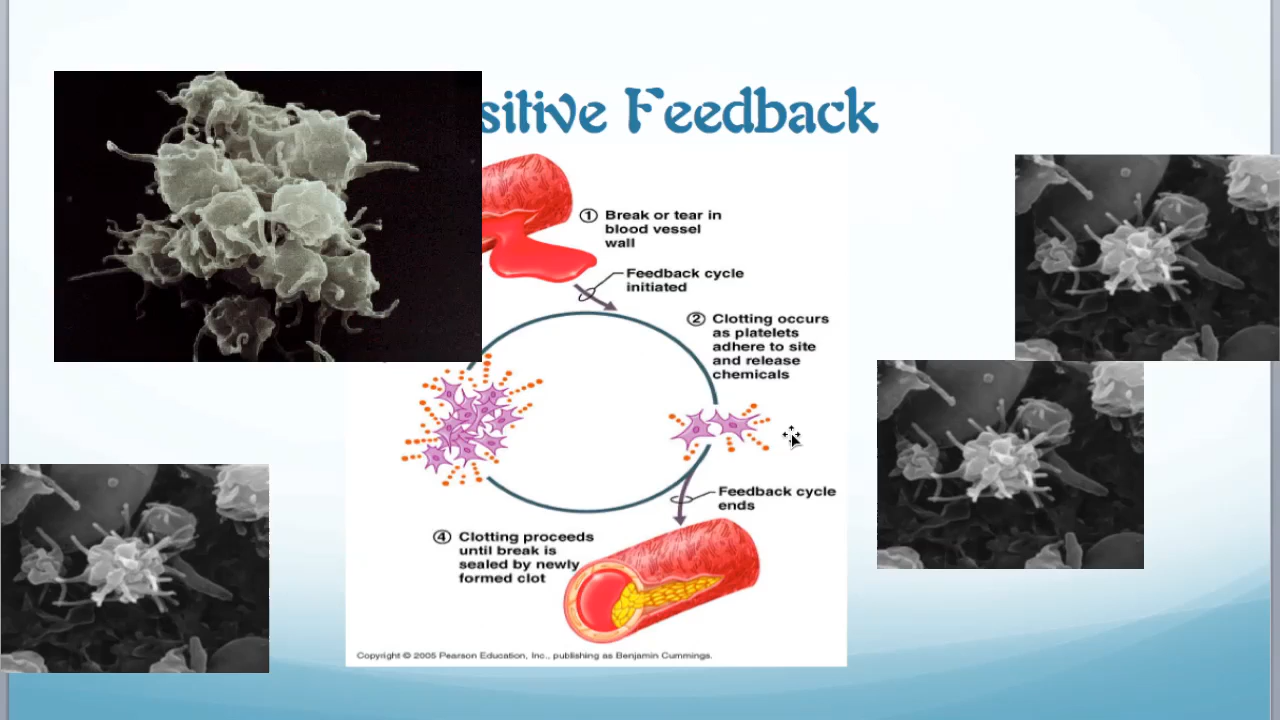 sitive Feedback
① Break or tear in
blood vessel
wall
Feedback cycle
initiated
② Clotting occurs
as platelets
adhere to site
and release
chemicals
Feedback cycle
ends
④ Clotting proceeds
until break is
sealed by newly
formed clot
Copyright © 2005 Pearson Education, Inc., publishing as Benjamin Cummings.